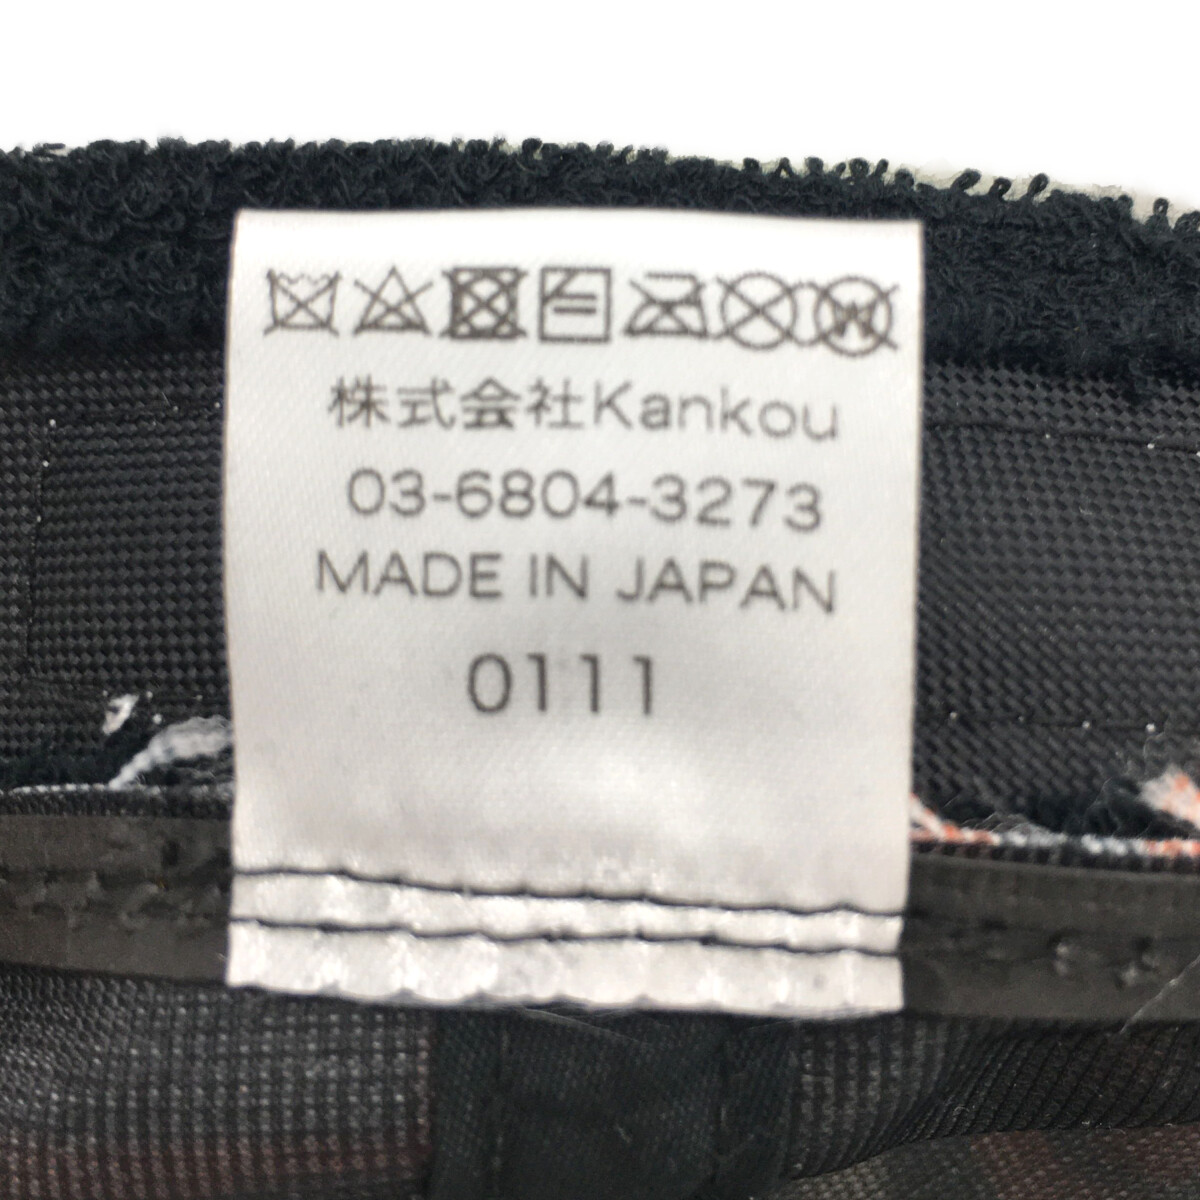 株式会社Kankou
03-6804-3273
MADE IN JAPAN
0111